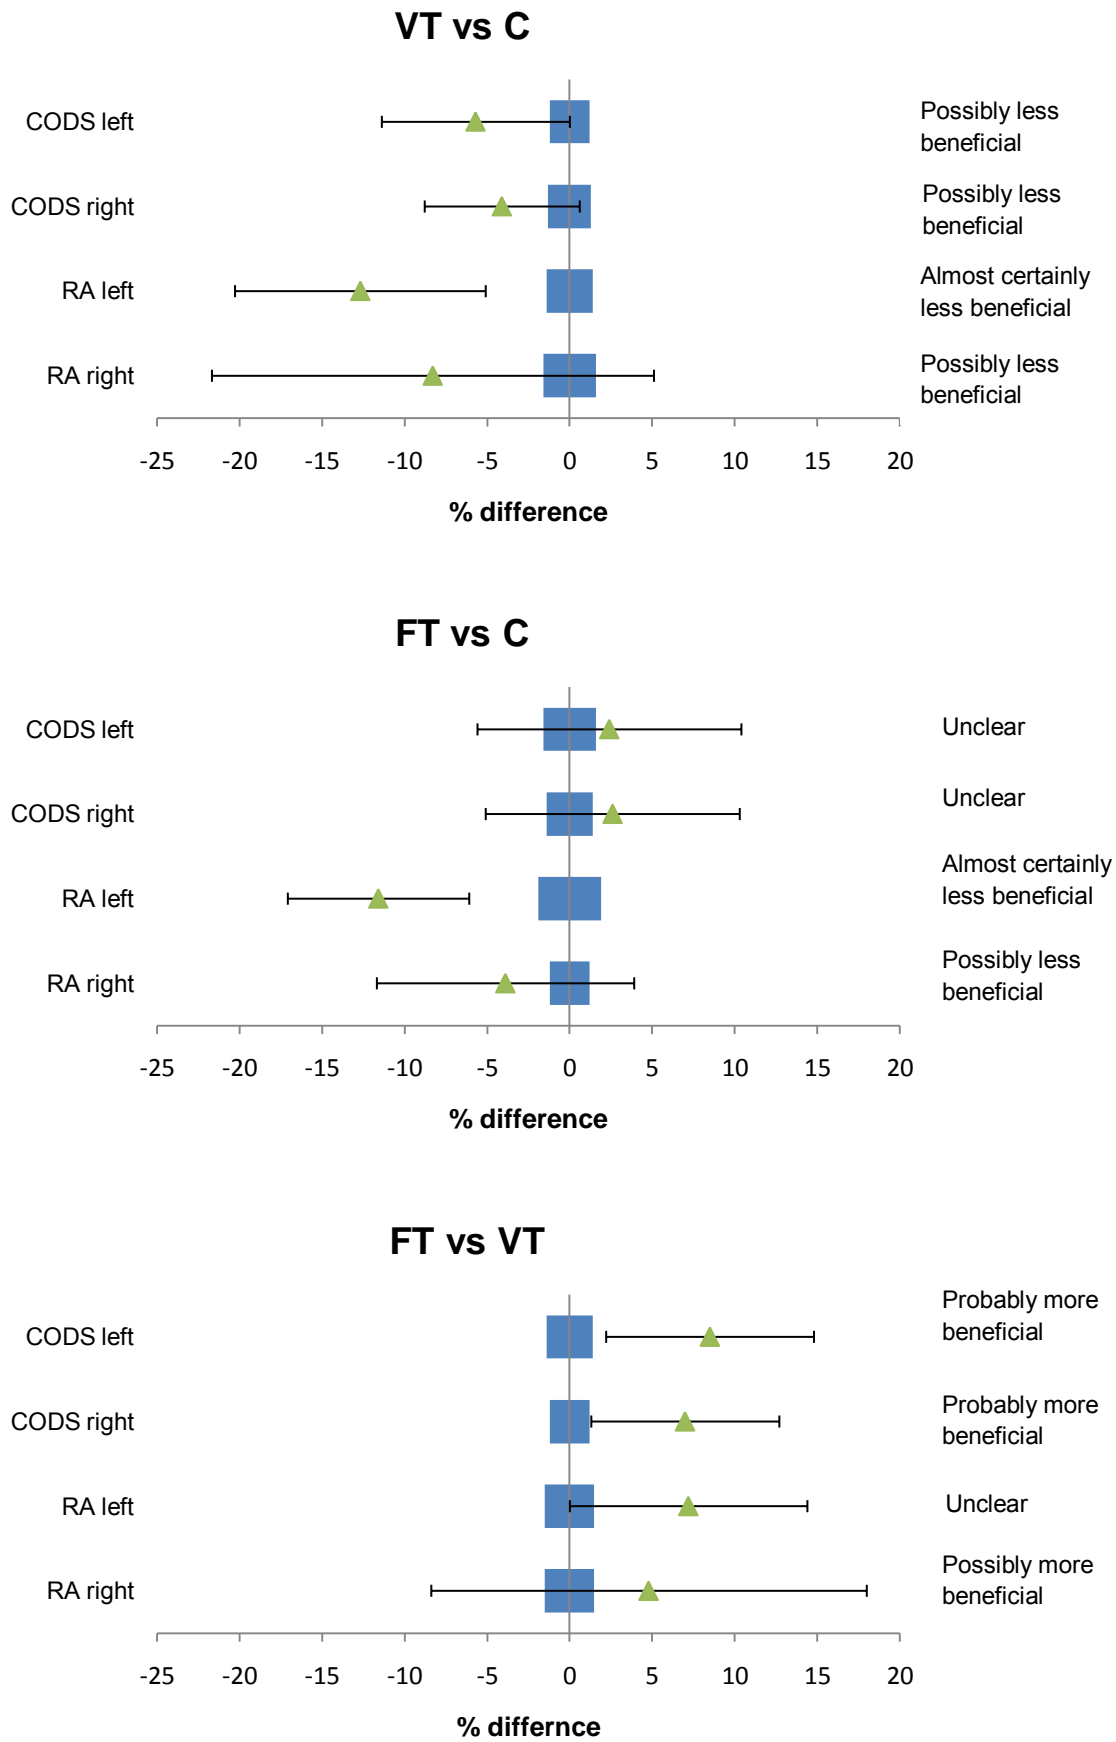 VT vs C
CODS left
Possibly less
beneficial
CODS right
Possibly less
beneficial
RA left
Almost certainly
less beneficial
RA right
Possibly less
beneficial
-25 -20 -15 -10 -5 0 5 10 15 20
% difference
FT vs C
CODS left
Unclear
CODS right
Unclear
RA left
Almost certainly
less beneficial
RA right
Possibly less
beneficial
-25 -20 -15 -10 -5 0 5 10 15 20
% difference
FT vs VT
CODS left
Probably more
beneficial
CODS right
Probably more
beneficial
RA left
Unclear
RA right
Possibly more
beneficial
-25 -20 -15 -10 -5 0 5 10 15 20
% differnce